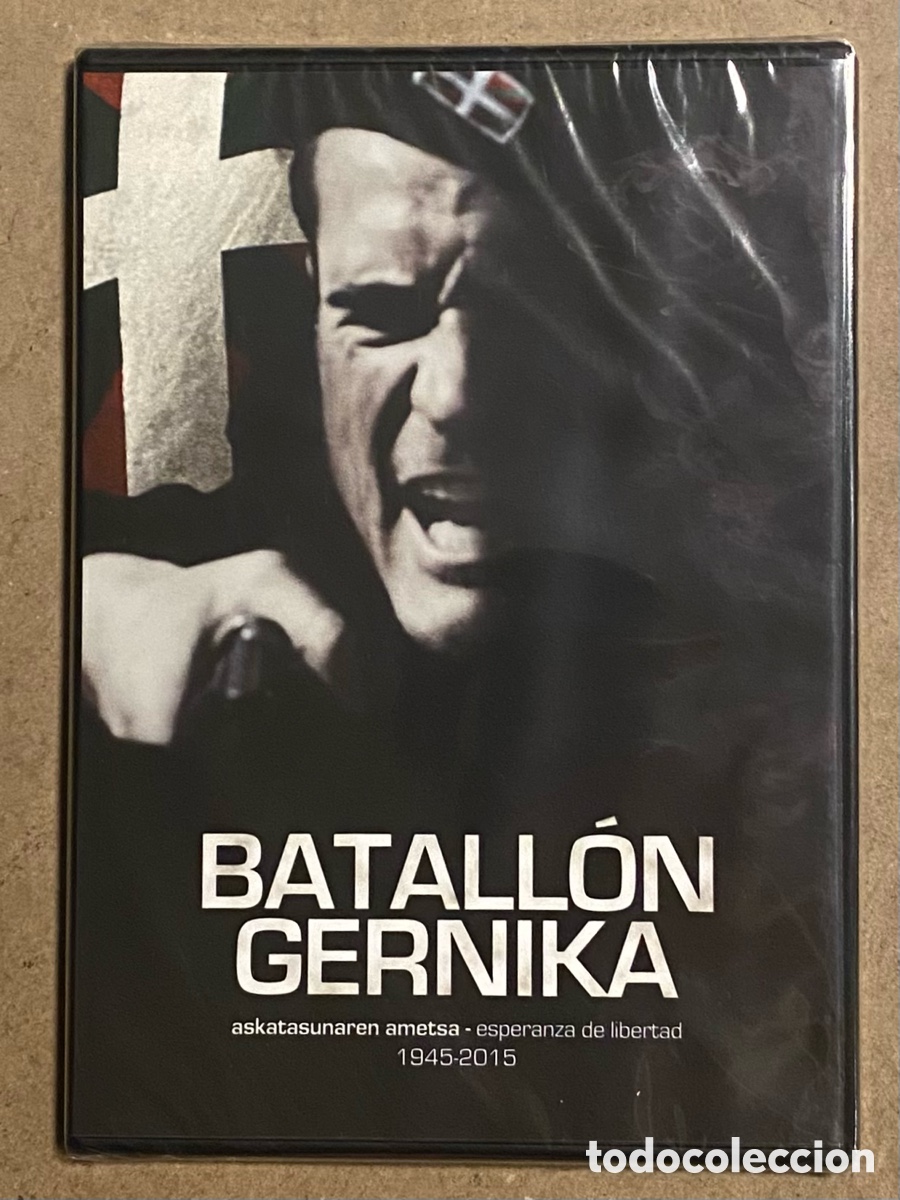 BATALLÓN
GERNIKA
askatasunaren ametsa - esperanza de libertad
1945-2015
todocoleccion